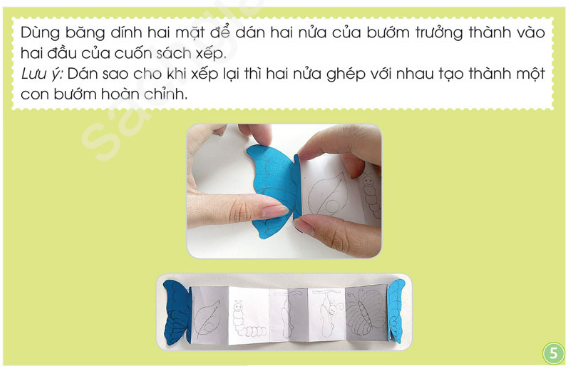 Dùng băng dính hai mặt để dán hai nửa của bướm trưởng thành vào
hai đầu của cuốn sách xếp.
Lưu ý: Dán sao cho khi xếp lại thì hai nửa ghép với nhau tạo thành một
con bướm hoàn chỉnh.
5